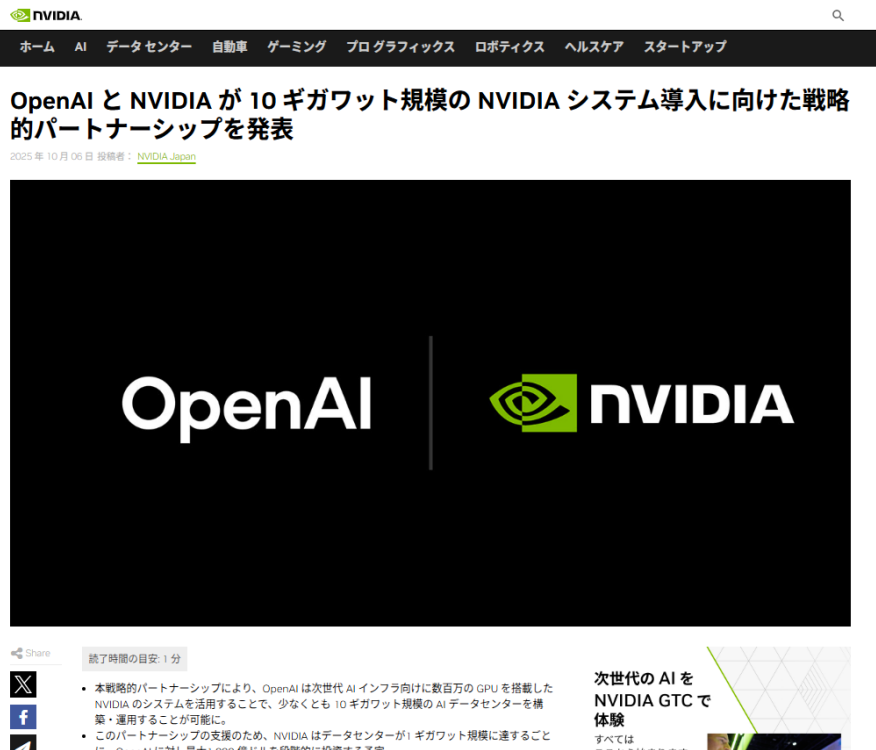 NVIDIA.
ホーム AI データ センター 自動車 ゲーミング プロ グラフィックス ロボティクス ヘルスケア スタートアップ
OpenAI と NVIDIA が 10 ギガワット規模の NVIDIA システム導入に向けた戦略
的パートナーシップを発表
2025 年 10 月 06 日 投稿者： NVIDIA Japan
OpenAI NVIDIA
Share
読了時間の目安: 1 分
本戦略的パートナーシップにより、OpenAI は次世代 AI インフラ向けに数百万の GPU を搭載した
NVIDIA のシステムを活用することで、少なくとも 10 ギガワット規模の AI データセンターを構
築・運用することが可能に。
このパートナーシップの支援のため、NVIDIA はデータセンターが1 ギガワット規模に達するごと
次世代の AI を
NVIDIA GTC で
体験
すべては